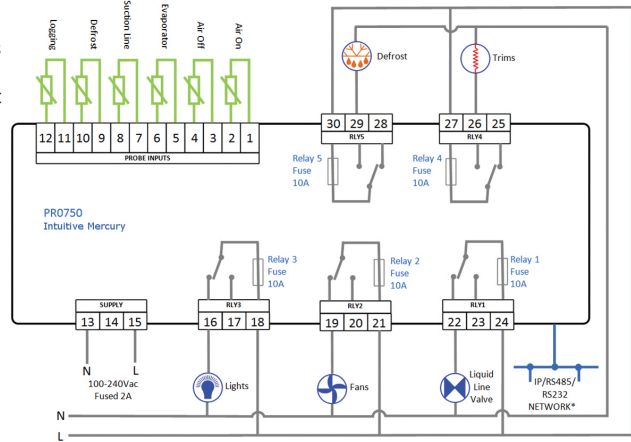 Logging
Defrost
Suction Line
Evaporator
Air Off
Air On
Defrost
Trims
12 11 10 9 8 7 6 5 4 3 2 1
PROBE INPUTS
30 29 28
RLY5
27 26 25
RLY4
Relay 5
Fuse
10A
Relay 4
Fuse
10A
PR0750
Intuitive Mercury
Relay 3
Fuse
10A
Relay 2
Fuse
10A
Relay 1
Fuse
10A
SUPPLY
13 14 15
RLY3
16 17 18
RLY2
19 20 21
RLY1
22 23 24
N
L
100-240Vac
Fused 2A
Lights
Fans
Liquid
Line
Valve
IP/RS485/
RS232
NETWORK*
N
L